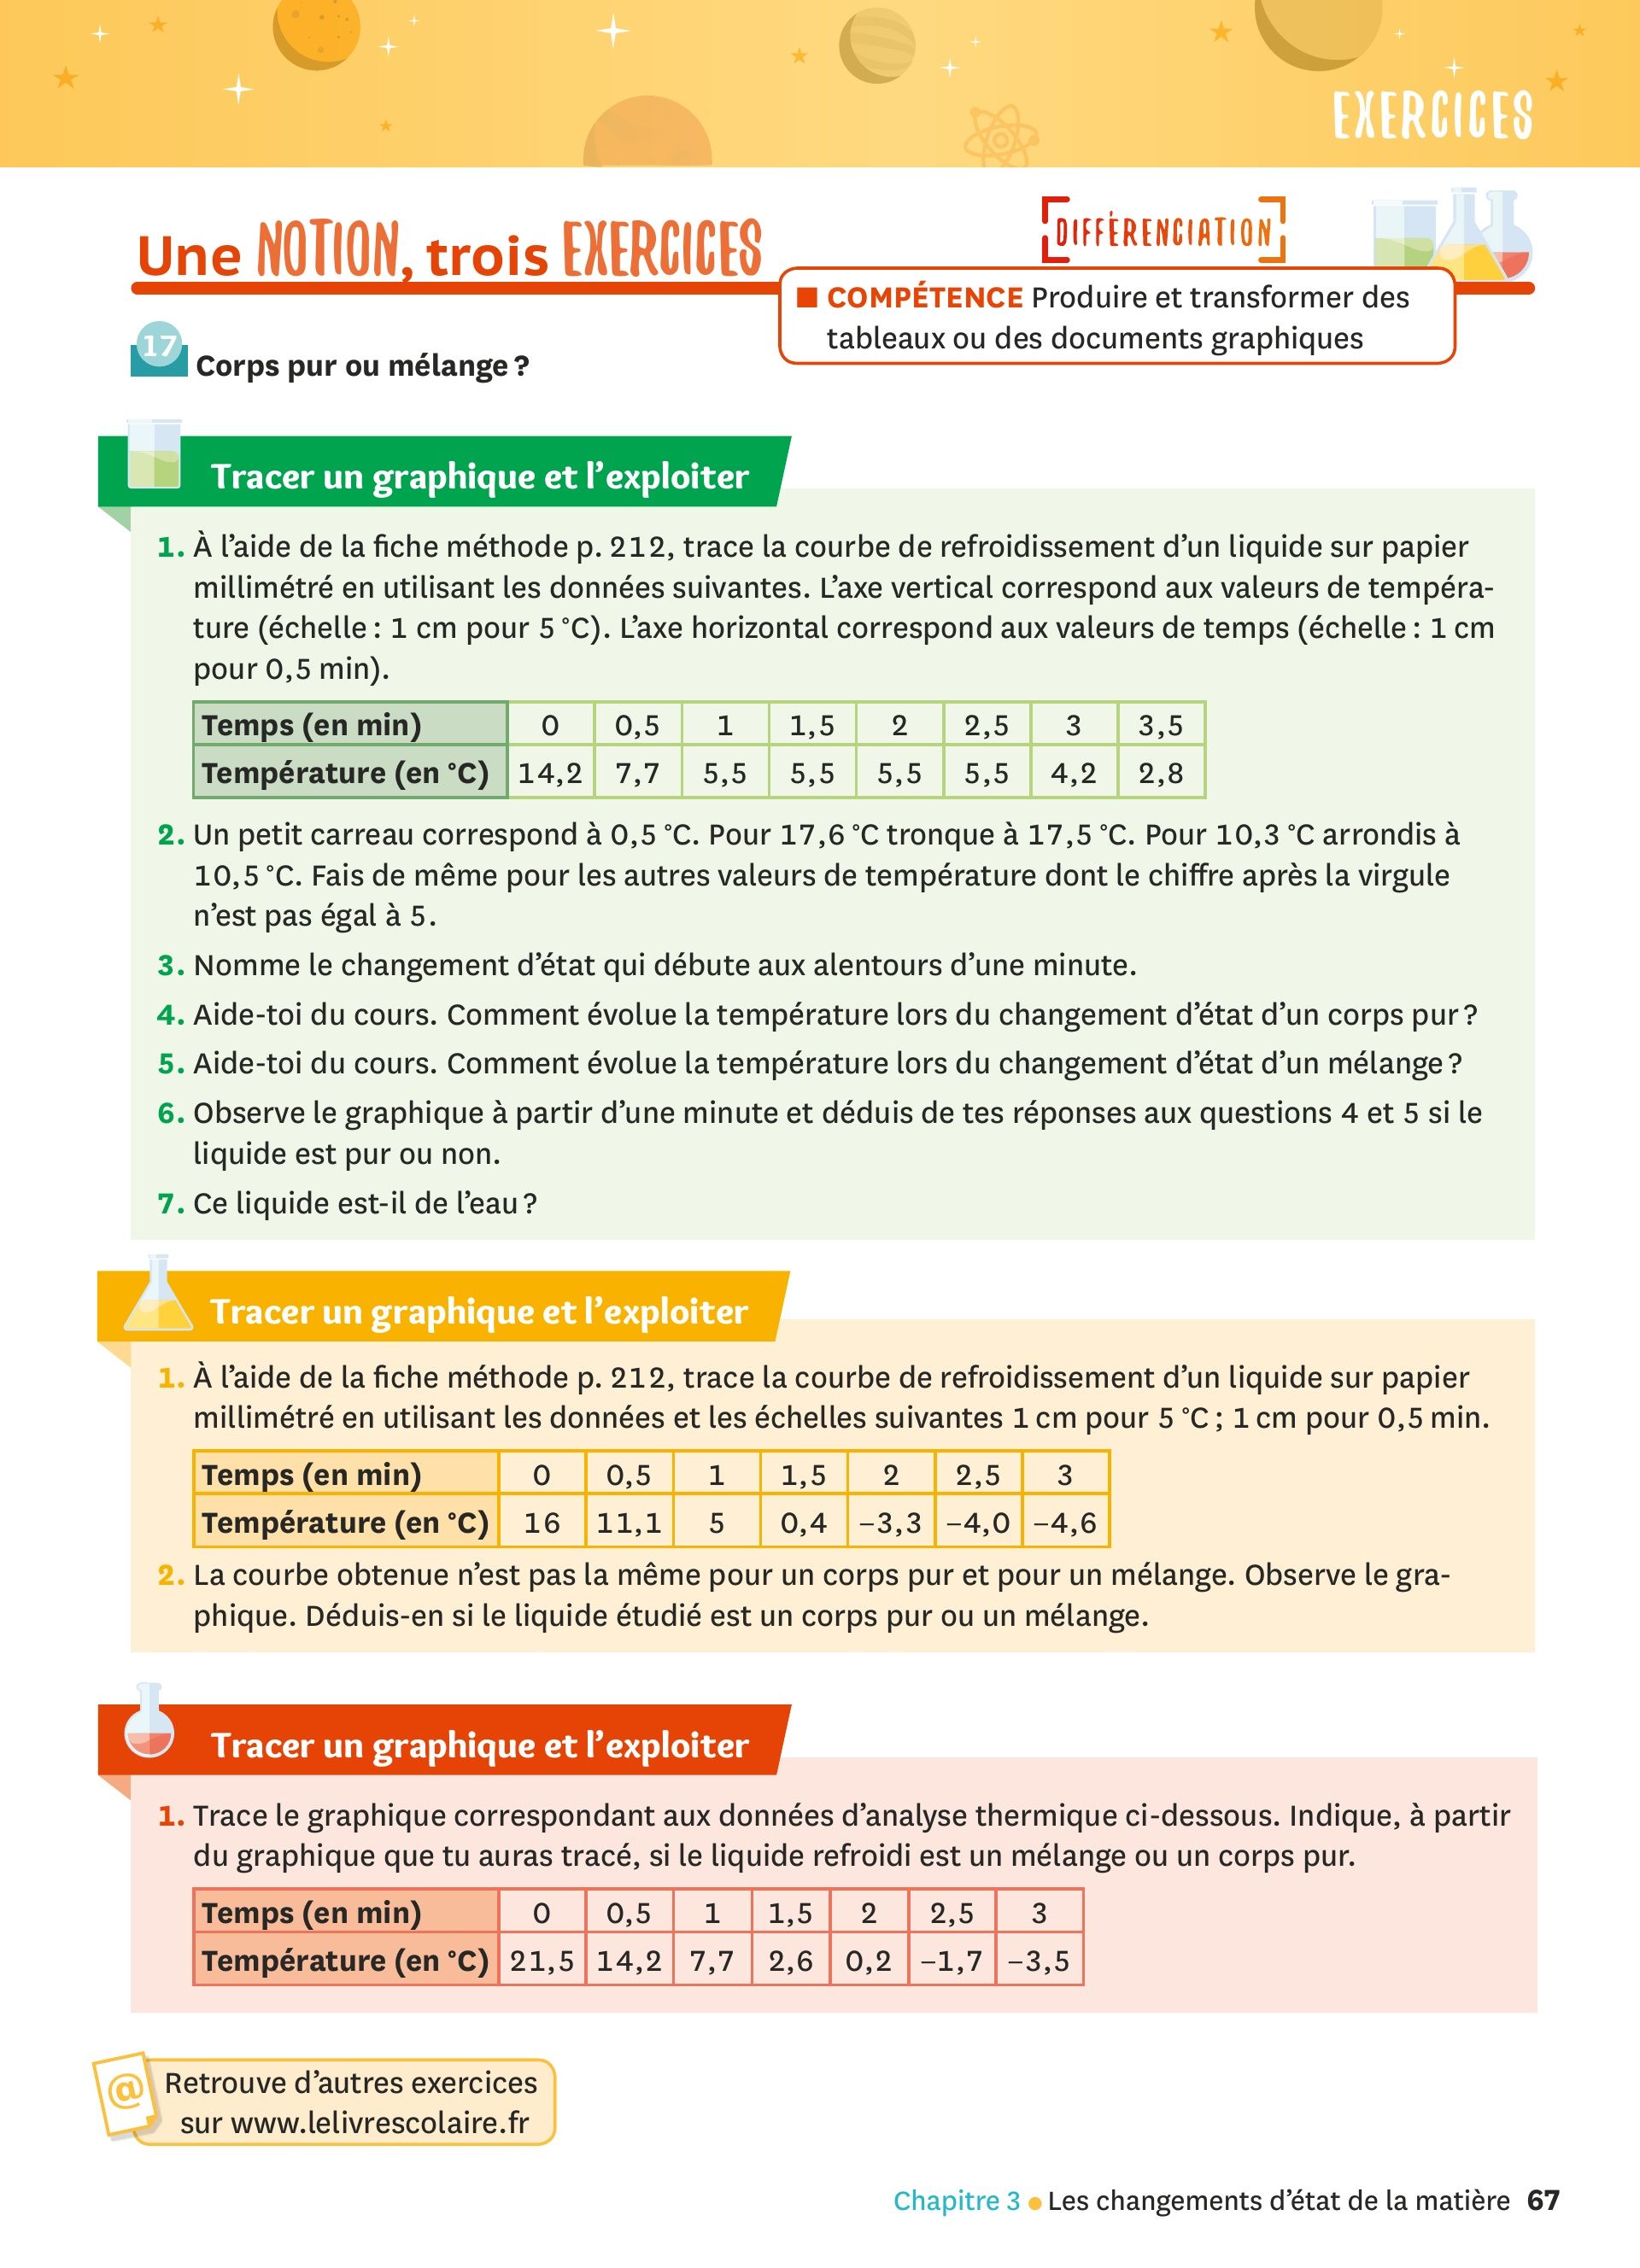 EXERCICES
Une NOTION, trois EXERCICES
DIFFÉRENCIATION
■ COMPÉTENCE Produire et transformer des
tableaux ou des documents graphiques
17 Corps pur ou mélange ?
Tracer un graphique et l’exploiter
1. À l’aide de la fiche méthode p. 212, trace la courbe de refroidissement d’un liquide sur papier
millimétré en utilisant les données suivantes. L’axe vertical correspond aux valeurs de tempéra-
ture (échelle : 1 cm pour 5 °C). L’axe horizontal correspond aux valeurs de temps (échelle : 1 cm
pour 0,5 min).
Temps (en min) 0 0,5 1 1,5 2 2,5 3 3,5
Température (en °C) 14,2 7,7 5,5 5,5 5,5 5,5 4,2 2,8
2. Un petit carreau correspond à 0,5 °C. Pour 17,6 °C tronque à 17,5 °C. Pour 10,3 °C arrondis à
10,5 °C. Fais de même pour les autres valeurs de température dont le chiffre après la virgule
n’est pas égal à 5.
3. Nomme le changement d’état qui débute aux alentours d’une minute.
4. Aide-toi du cours. Comment évolue la température lors du changement d’état d’un corps pur ?
5. Aide-toi du cours. Comment évolue la température lors du changement d’état d’un mélange ?
6. Observe le graphique à partir d’une minute et déduis de tes réponses aux questions 4 et 5 si le
liquide est pur ou non.
7. Ce liquide est-il de l’eau ?
Tracer un graphique et l’exploiter
1. À l’aide de la fiche méthode p. 212, trace la courbe de refroidissement d’un liquide sur papier
millimétré en utilisant les données et les échelles suivantes 1 cm pour 5 °C ; 1 cm pour 0,5 min.
Temps (en min) 0 0,5 1 1,5 2 2,5 3
Température (en °C) 16 11,1 5 0,4 –3,3 –4,0 –4,6
2. La courbe obtenue n’est pas la même pour un corps pur et pour un mélange. Observe le gra-
phique. Déduis-en si le liquide étudié est un corps pur ou un mélange.
Tracer un graphique et l’exploiter
1. Trace le graphique correspondant aux données d’analyse thermique ci-dessous. Indique, à partir
du graphique que tu auras tracé, si le liquide refroidi est un mélange ou un corps pur.
Temps (en min) 0 0,5 1 1,5 2 2,5 3
Température (en °C) 21,5 14,2 7,7 2,6 0,2 –1,7 –3,5
@ Retrouve d’autres exercices
sur www.lelivrescolaire.fr
Chapitre 3 ● Les changements d’état de la matière 67